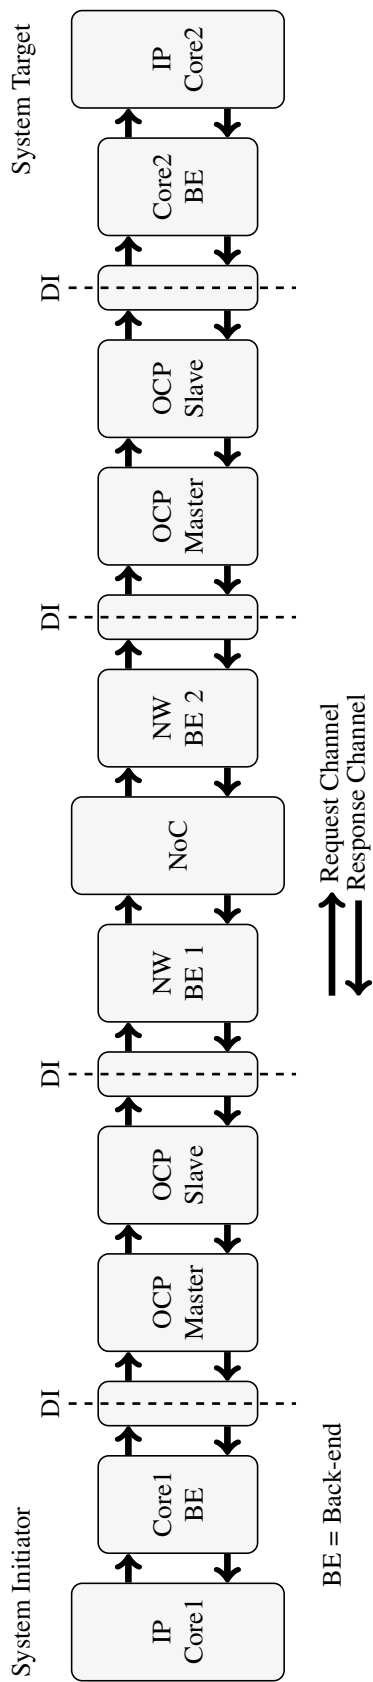 System Initiator
System Target
DI
DI
DI
DI
IP
Core1
Core1
BE
OCP
Master
OCP
Slave
NW
BE 1
NoC
NW
BE 2
OCP
Master
OCP
Slave
Core2
BE
IP
Core2
BE = Back-end
Request Channel
Response Channel